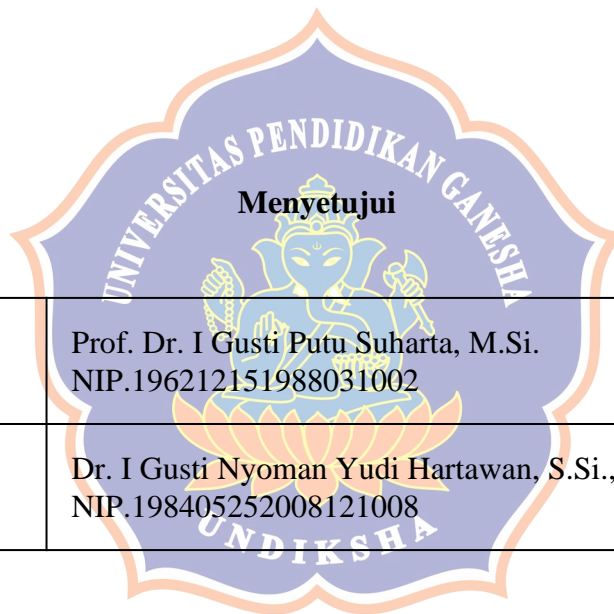 UNIVERSITAS PENDIDIKAN GANESHA
Menyetujui
Prof. Dr. I Gusti Putu Suharta, M.Si.
NIP.196212151988031002
Dr. I Gusti Nyoman Yudi Hartawan, S.Si.,
NIP.198405252008121008
UNDIKSHA